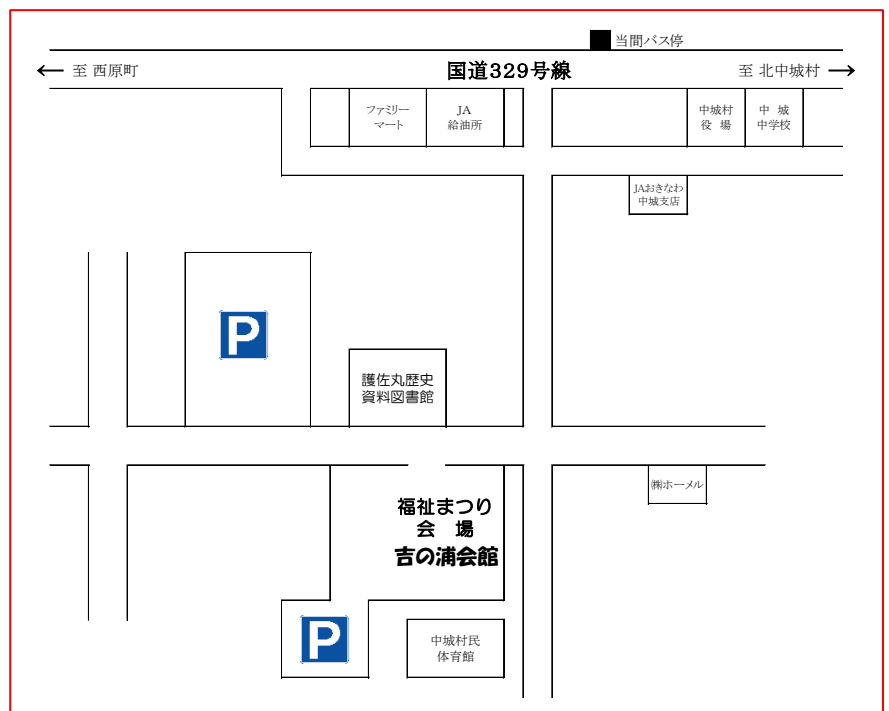 当間バス停
← 至 西原町
国道329号線
至 北中城村 →
ファミリー
マート
JA
給油所
中城村
役 場
中 城
中学校
JAおきなわ
中城支店
P
護佐丸歴史
資料図書館
㈱ホーメル
福祉まつり
会 場
吉の浦会館
P
中城村民
体育館